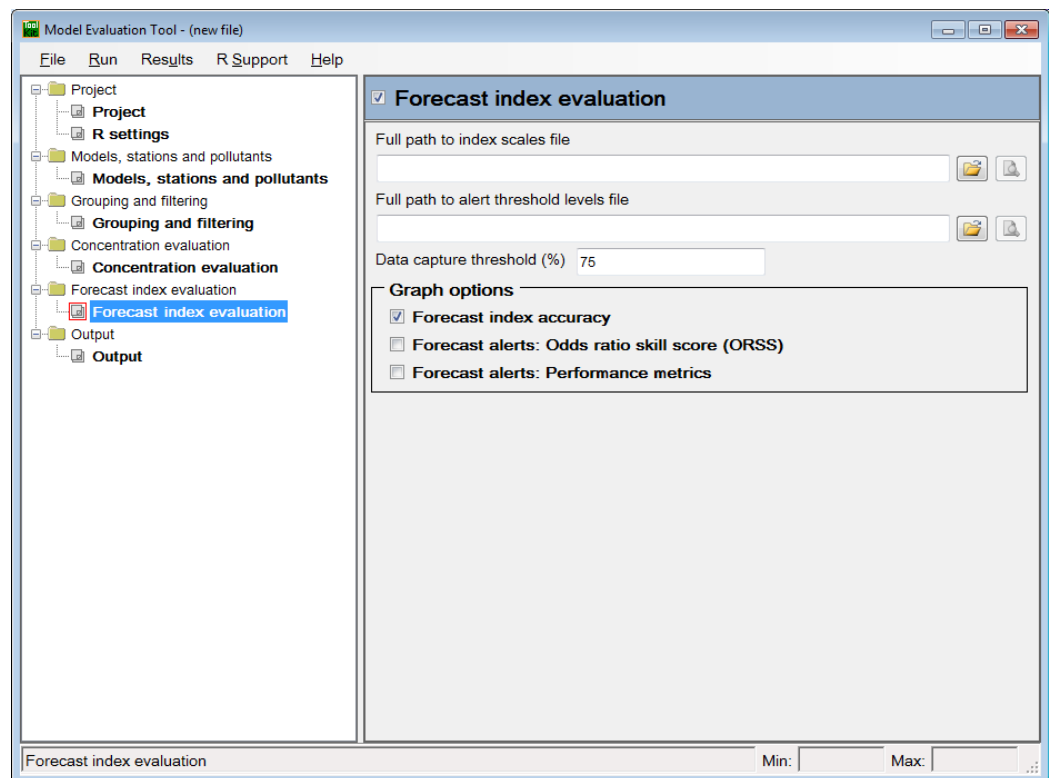 Tool Kit
Model Evaluation Tool - (new file)
File Run Results R Support Help
Project
Project
R settings
Models, stations and pollutants
Models, stations and pollutants
Grouping and filtering
Grouping and filtering
Concentration evaluation
Concentration evaluation
Forecast index evaluation
Forecast index evaluation
Output
Output
Forecast index evaluation
Full path to index scales file
Full path to alert threshold levels file
Data capture threshold (%) 75
Graph options
Forecast index accuracy
Forecast alerts: Odds ratio skill score (ORSS)
Forecast alerts: Performance metrics
Forecast index evaluation Min: Max: